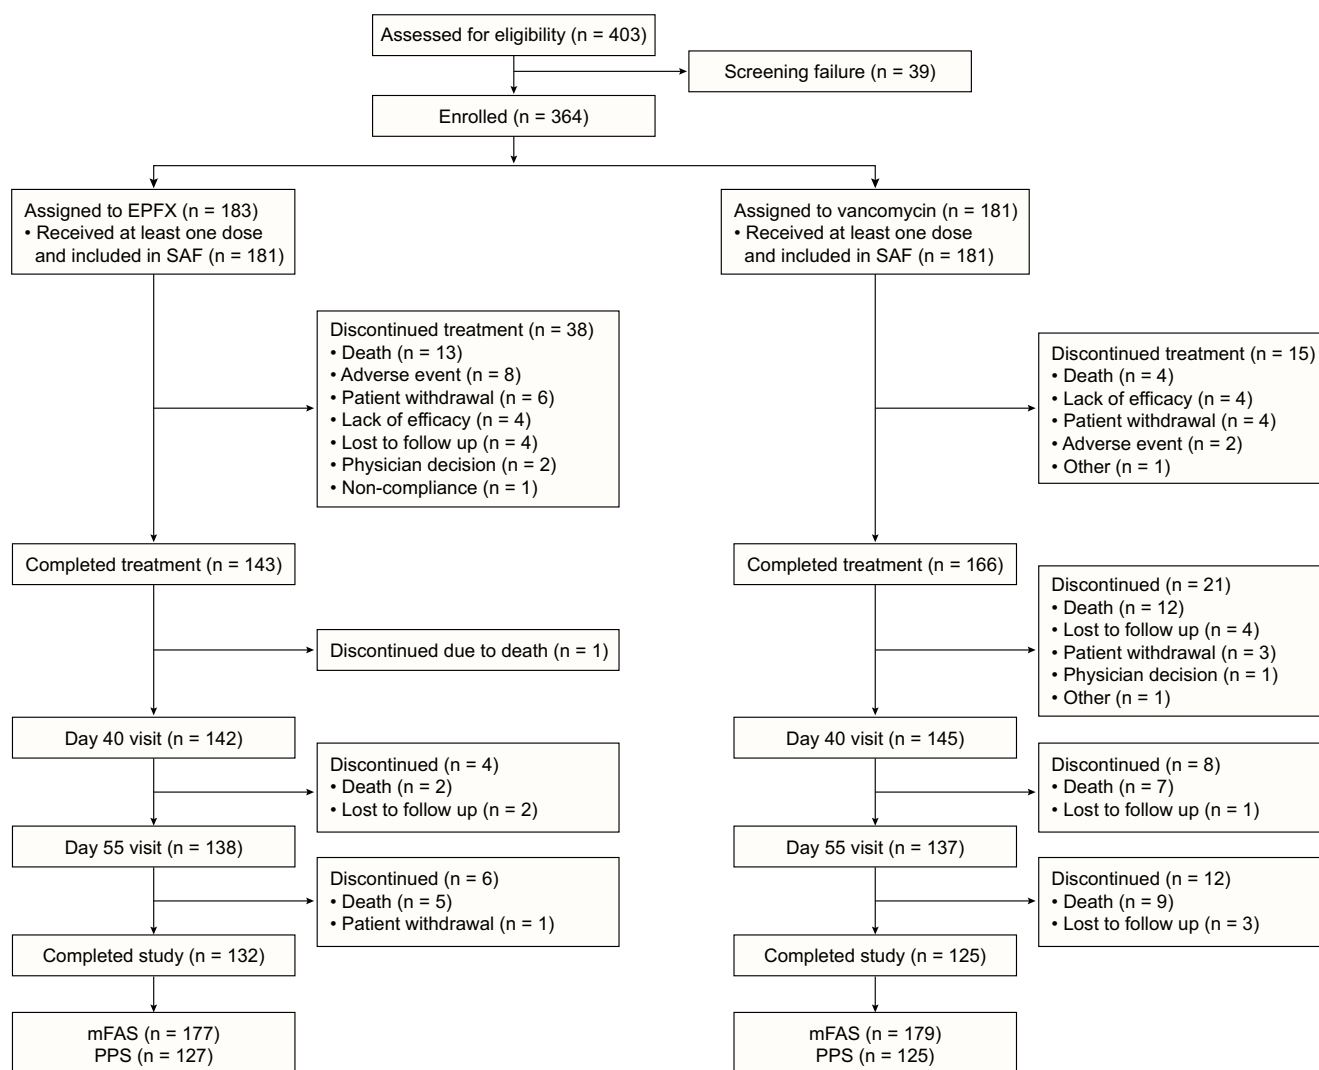 Assessed for eligibility (n = 403)
Screening failure (n = 39)
Enrolled (n = 364)
Assigned to EPFX (n = 183)
• Received at least one dose
and included in SAF (n = 181)
Assigned to vancomycin (n = 181)
• Received at least one dose
and included in SAF (n = 181)
Discontinued treatment (n = 38)
• Death (n = 13)
• Adverse event (n = 8)
• Patient withdrawal (n = 6)
• Lack of efficacy (n = 4)
• Lost to follow up (n = 4)
• Physician decision (n = 2)
• Non-compliance (n = 1)
Discontinued treatment (n = 15)
• Death (n = 4)
• Lack of efficacy (n = 4)
• Patient withdrawal (n = 4)
• Adverse event (n = 2)
• Other (n = 1)
Completed treatment (n = 143)
Completed treatment (n = 166)
Discontinued due to death (n = 1)
Discontinued (n = 21)
• Death (n = 12)
• Lost to follow up (n = 4)
• Patient withdrawal (n = 3)
• Physician decision (n = 1)
• Other (n = 1)
Day 40 visit (n = 142)
Day 40 visit (n = 145)
Discontinued (n = 4)
• Death (n = 2)
• Lost to follow up (n = 2)
Discontinued (n = 8)
• Death (n = 7)
• Lost to follow up (n = 1)
Day 55 visit (n = 138)
Day 55 visit (n = 137)
Discontinued (n = 6)
• Death (n = 5)
• Patient withdrawal (n = 1)
Discontinued (n = 12)
• Death (n = 9)
• Lost to follow up (n = 3)
Completed study (n = 132)
Completed study (n = 125)
mFAS (n = 177)
PPS (n = 127)
mFAS (n = 179)
PPS (n = 125)